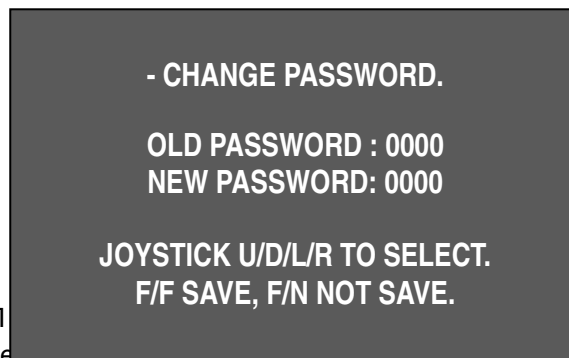 - CHANGE PASSWORD.
OLD PASSWORD : 0000
NEW PASSWORD: 0000
JOYSTICK U/D/L/R TO SELECT.
F/F SAVE, F/N NOT SAVE.